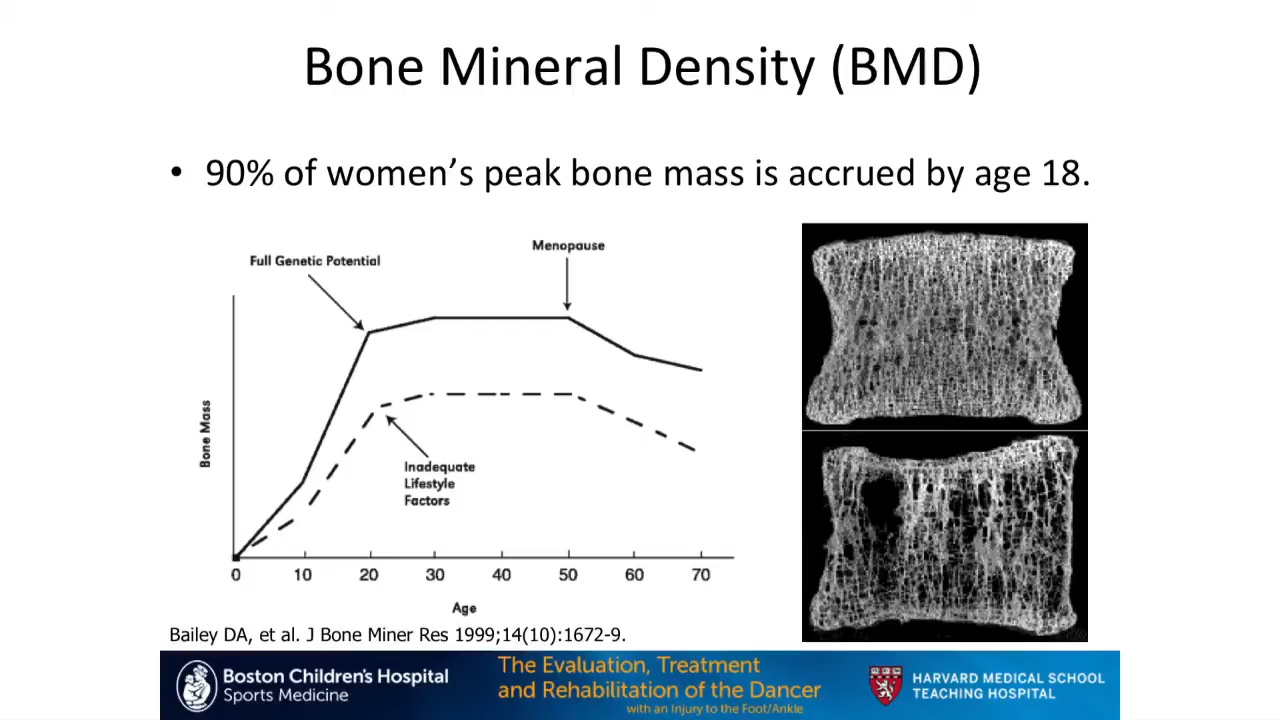 Bone Mineral Density (BMD)
• 90% of women's peak bone mass is accrued by age 18.
Full Genetic Potential
Menopause
Bone Mass
Inadequate
Lifestyle
Factors
0 10 20 30 40 50 60 70
Age
Bailey DA, et al. J Bone Miner Res 1999;14(10):1672-9.
Boston Children's Hospital
Sports Medicine
The Evaluation, Treatment
and Rehabilitation of the Dancer
with an Injury to the Foot/Ankle
HARVARD MEDICAL SCHOOL
TEACHING HOSPITAL